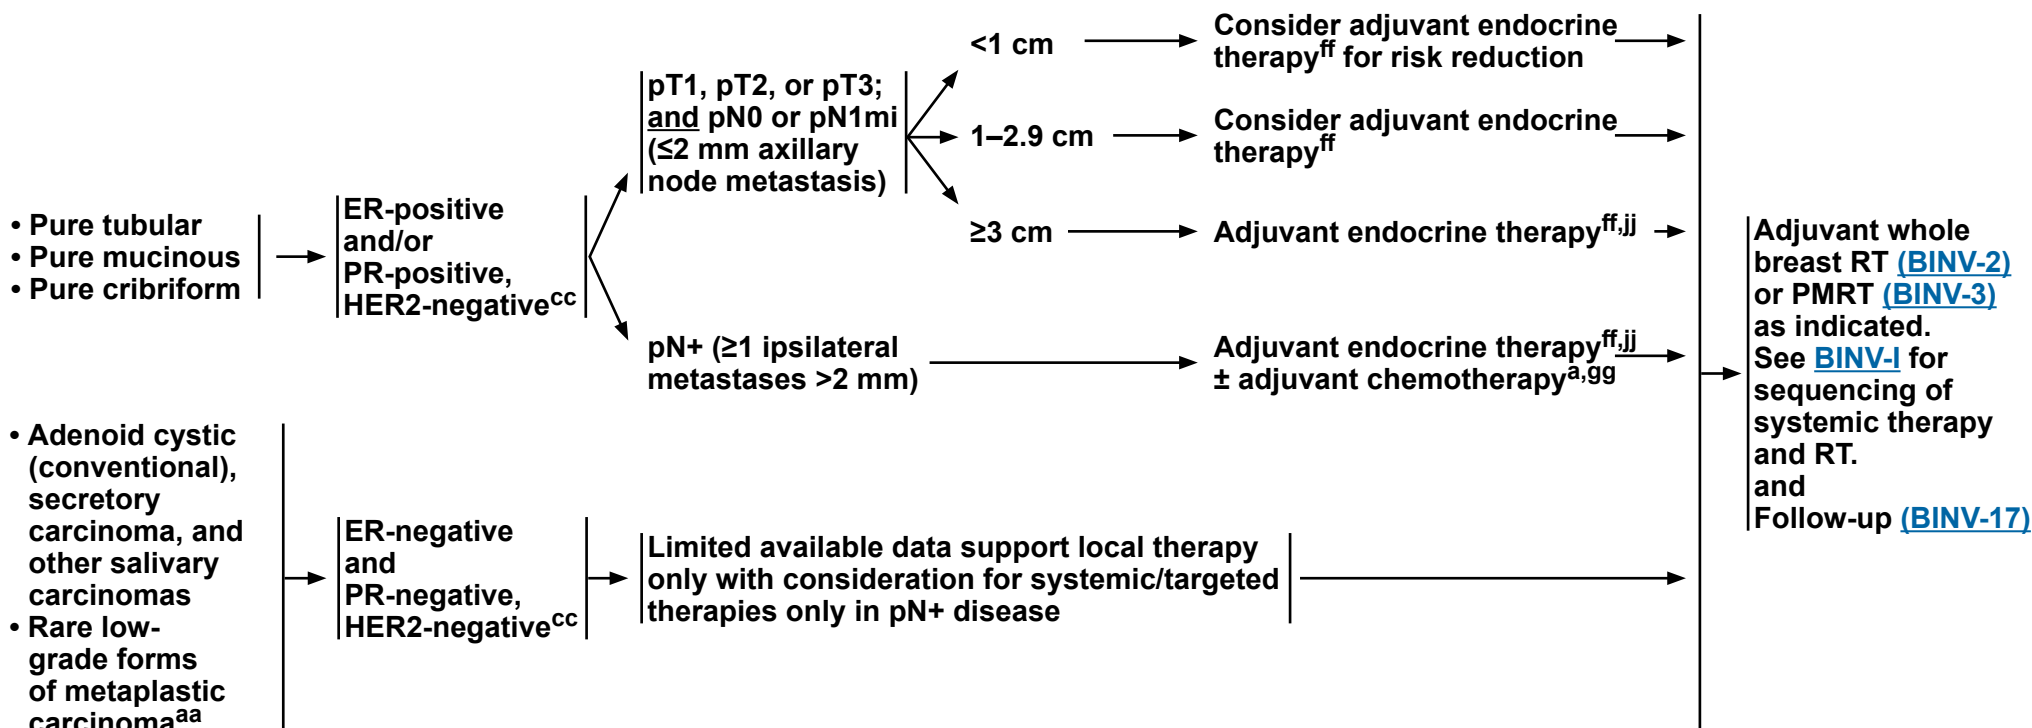 • Pure tubular
• Pure mucinous
• Pure cribriform
ER-positive
and/or
PR-positive,
HER2-negativecc
pT1, pT2, or pT3;
and pN0 or pN1mi
(≤2 mm axillary
node metastasis)
<1 cm
Consider adjuvant endocrine
therapyff for risk reduction
1–2.9 cm
Consider adjuvant endocrine
therapyff
≥3 cm
Adjuvant endocrine therapyff,jj
pN+ (≥1 ipsilateral
metastases >2 mm)
Adjuvant endocrine therapyff,jj
± adjuvant chemotherapya,gg
• Adenoid cystic
(conventional),
secretory
carcinoma, and
other salivary
carcinomas
• Rare low-
grade forms
of metaplastic
carcinomaaa
ER-negative
and
PR-negative,
HER2-negativecc
Limited available data support local therapy
only with consideration for systemic/targeted
therapies only in pN+ disease
Adjuvant whole
breast RT (BINV-2)
or PMRT (BINV-3)
as indicated.
See BINV-I for
sequencing of
systemic therapy
and RT.
and
Follow-up (BINV-17)